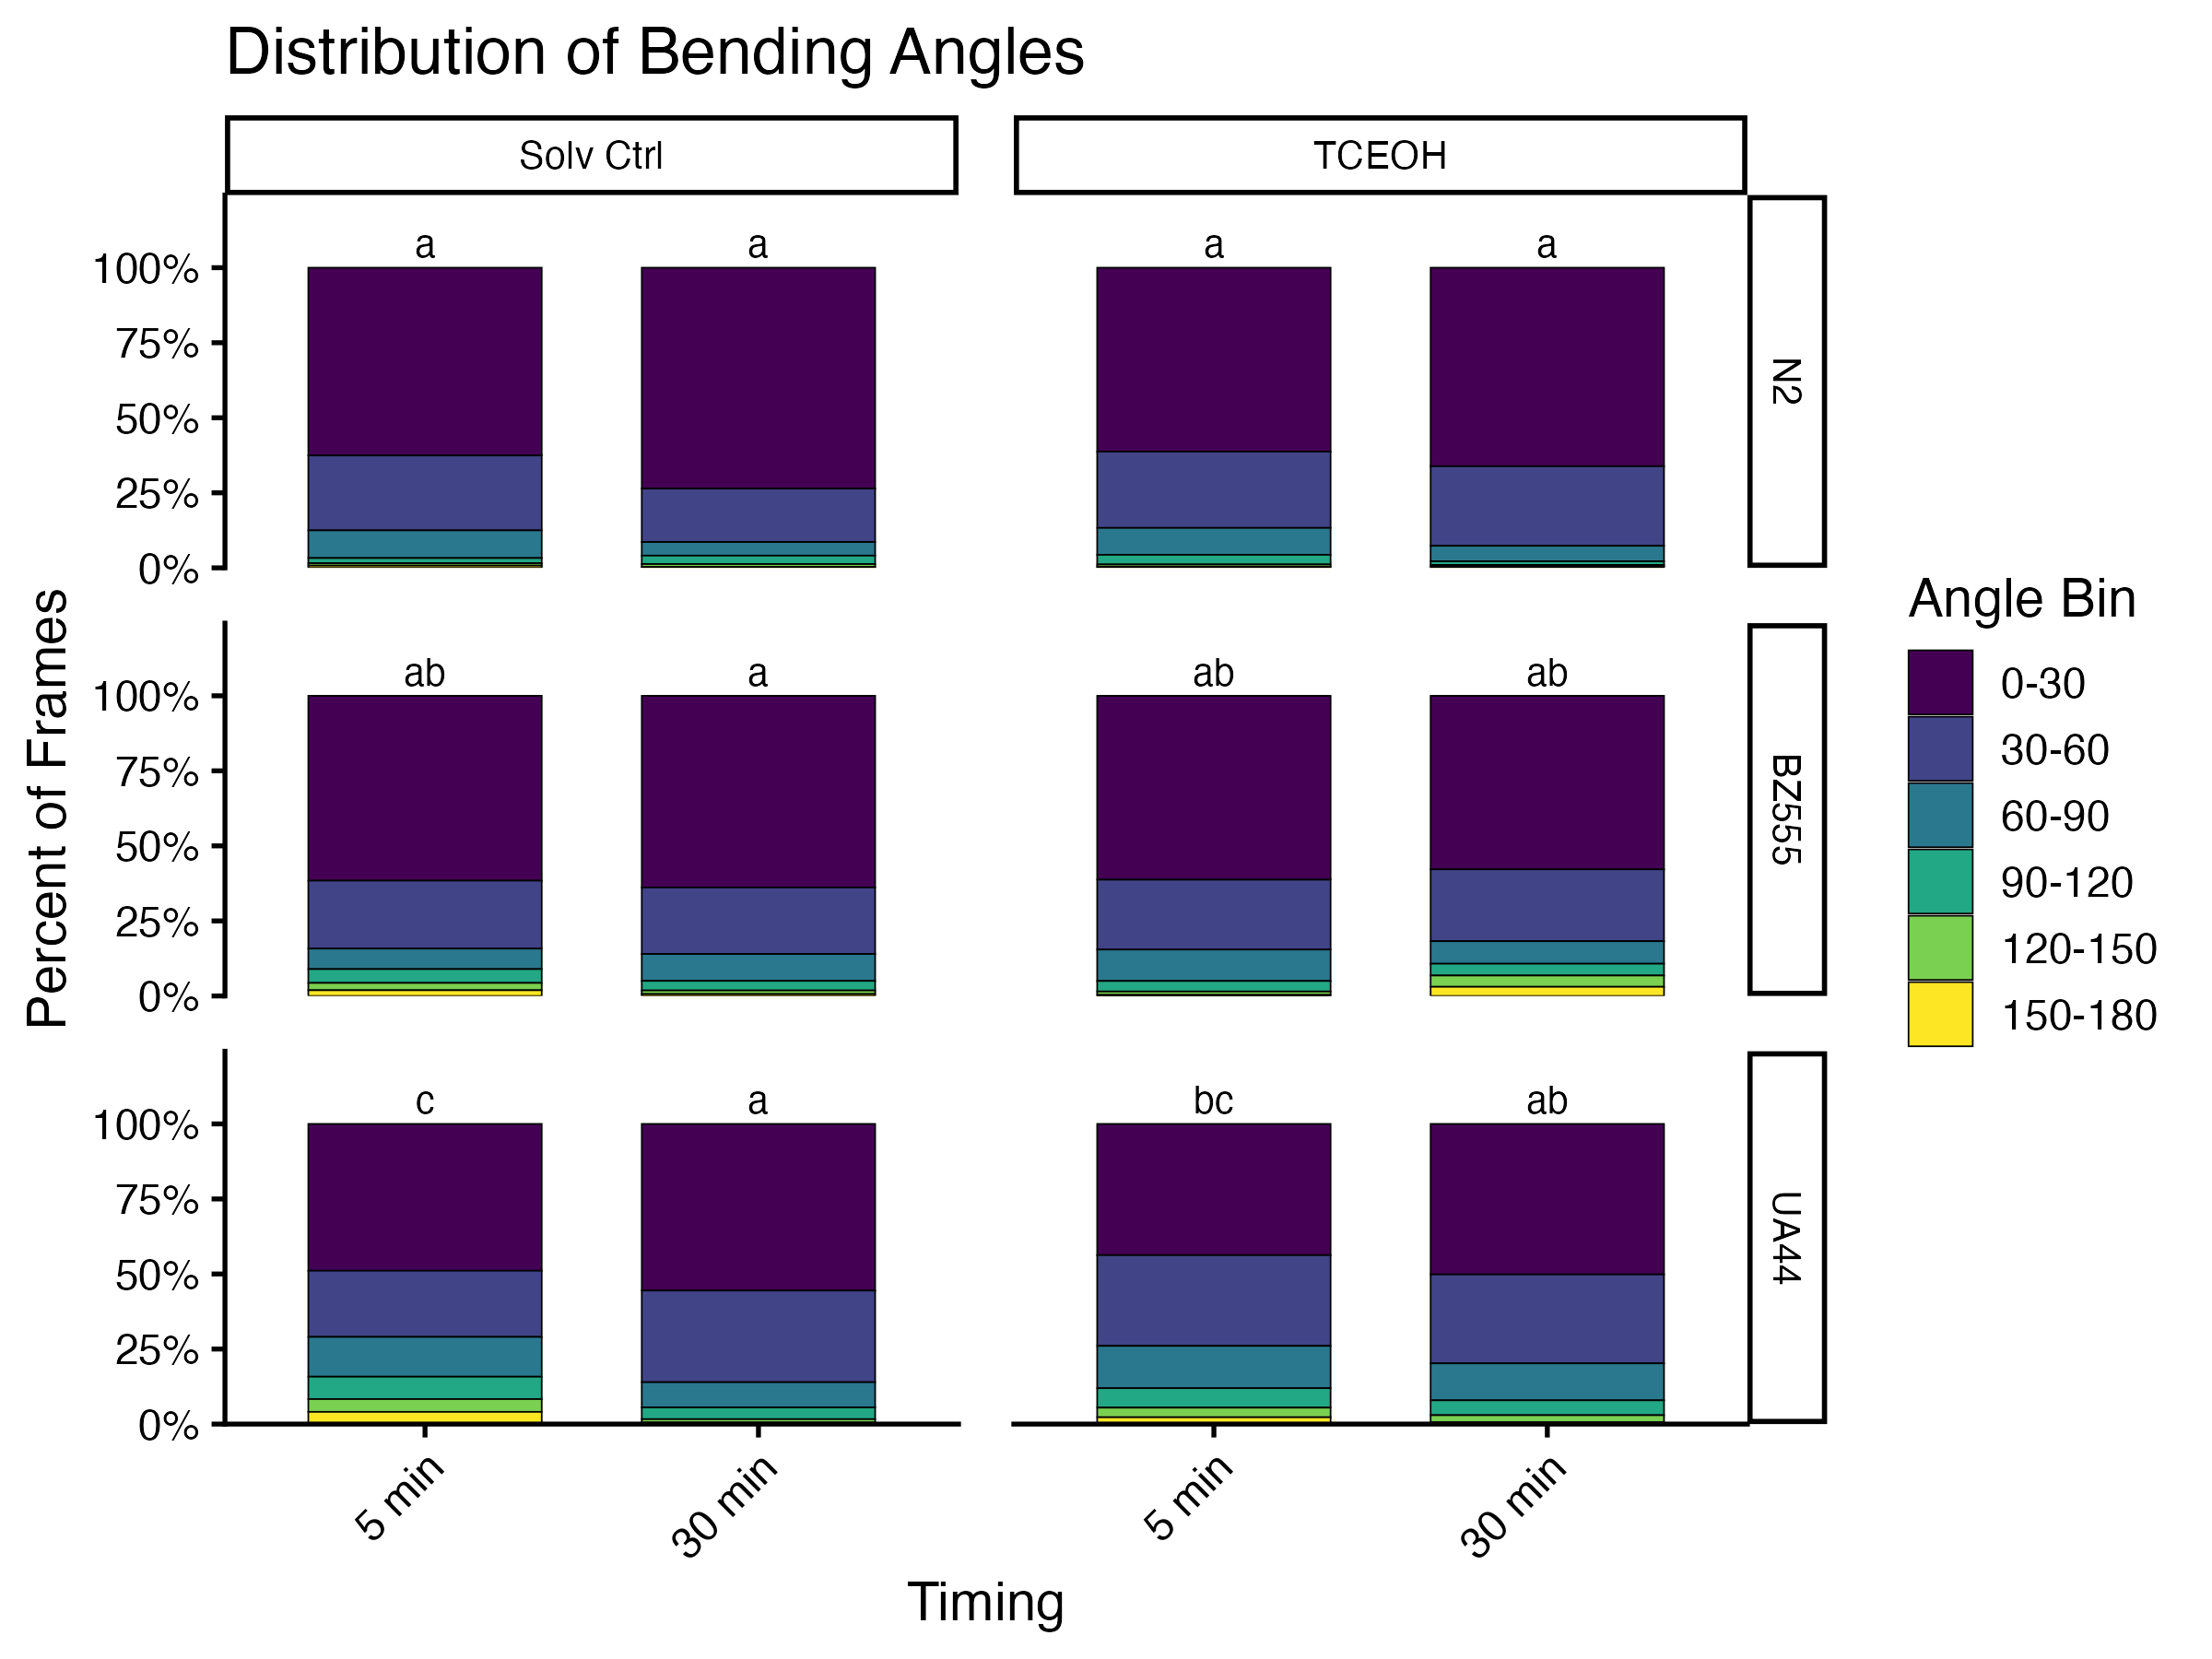 Distribution of Bending Angles
Solv Ctrl
TCEOH
a
a
a
a
100%
75%
50%
25%
0%
N2
ab
a
ab
ab
100%
75%
50%
25%
0%
BZ555
c
a
bc
ab
100%
75%
50%
25%
0%
UA44
Percent of Frames
5 min
30 min
5 min
30 min
Timing
Angle Bin
0-30
30-60
60-90
90-120
120-150
150-180